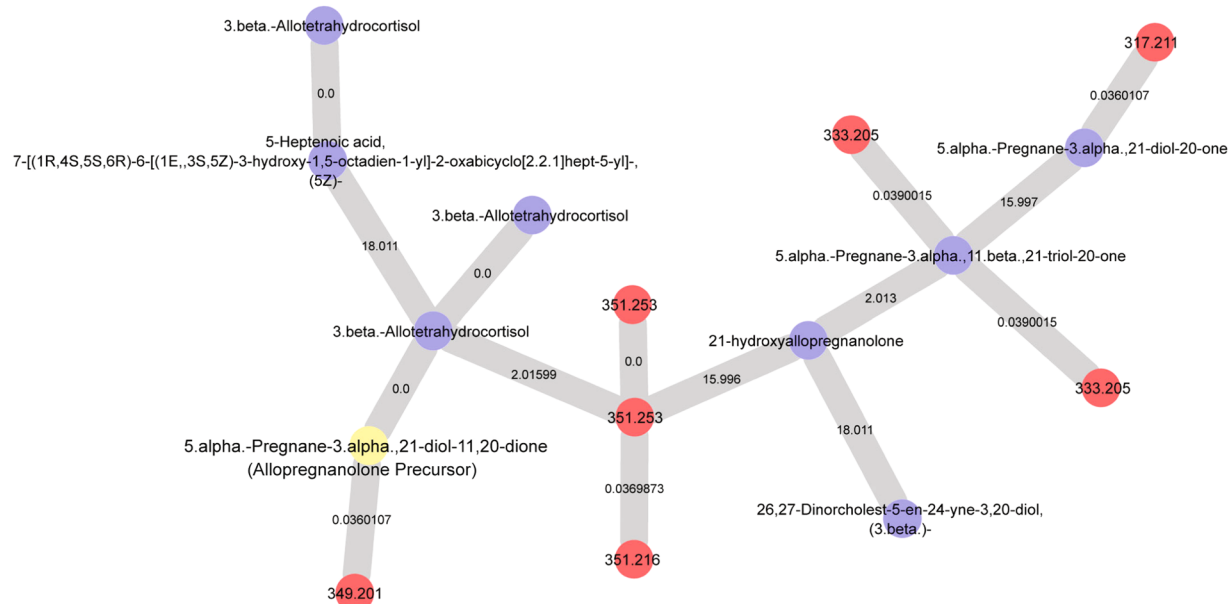 3.beta.-Allotetrahydrocortisol
317.211
0.0
0.0360107
5-Heptenoic acid,
7-[(1R,4S,5S,6R)-6-[(1E,,3S,5Z)-3-hydroxy-1,5-octadien-1-yl]-2-oxabicyclo[2.2.1]hept-5-yl]-,
(5Z)-
333.205
5.alpha.-Pregnane-3.alpha.,21-diol-20-one
0.0390015
15.997
3.beta.-Allotetrahydrocortisol
18.011
0.0
5.alpha.-Pregnane-3.alpha.,11.beta.,21-triol-20-one
2.013
0.0390015
351.253
3.beta.-Allotetrahydrocortisol
21-hydroxyallopregnanolone
0.0
2.01599
0.0
15.996
333.205
351.253
18.011
5.alpha.-Pregnane-3.alpha.,21-diol-11,20-dione
(Allopregnanolone Precursor)
0.0369873
0.0360107
26,27-Dinorcholest-5-en-24-yne-3,20-diol,
(3.beta.)-
351.216
349.201